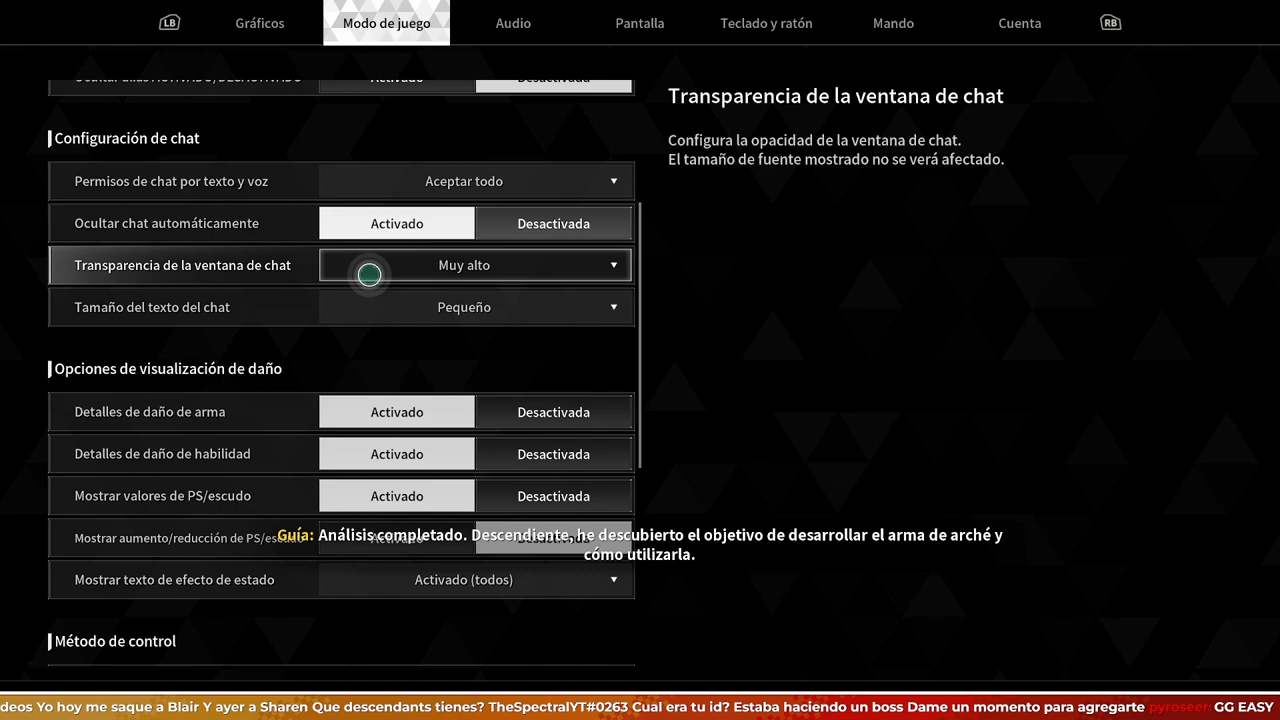 LB
Gráficos
Modo de juego
Audio
Pantalla
Teclado y ratón
Mando
Cuenta
RB
Transparencia de la ventana de chat
Configura la opacidad de la ventana de chat.
El tamaño de fuente mostrado no se verá afectado.
Configuración de chat
Permisos de chat por texto y voz Aceptar todo
Ocultar chat automáticamente Activado Desactivada
Transparencia de la ventana de chat Muy alto
Tamaño del texto del chat Pequeño
Opciones de visualización de daño
Detalles de daño de arma Activado Desactivada
Detalles de daño de habilidad Activado Desactivada
Mostrar valores de PS/escudo Activado Desactivada
Mostrar aumento/reducción de PS/escudo
Guía: Análisis completado. Descendiente, he descubierto el objetivo de desarrollar el arma de arché y
cómo utilizarla.
Mostrar texto de efecto de estado Activado (todos)
Método de control
deos Yo hoy me saque a Blair Y ayer a Sharen Que descendants tienes? TheSpectralYT#0263 Cual era tu id? Estaba haciendo un boss Dame un momento para agregarte pyroseer: GG EASY